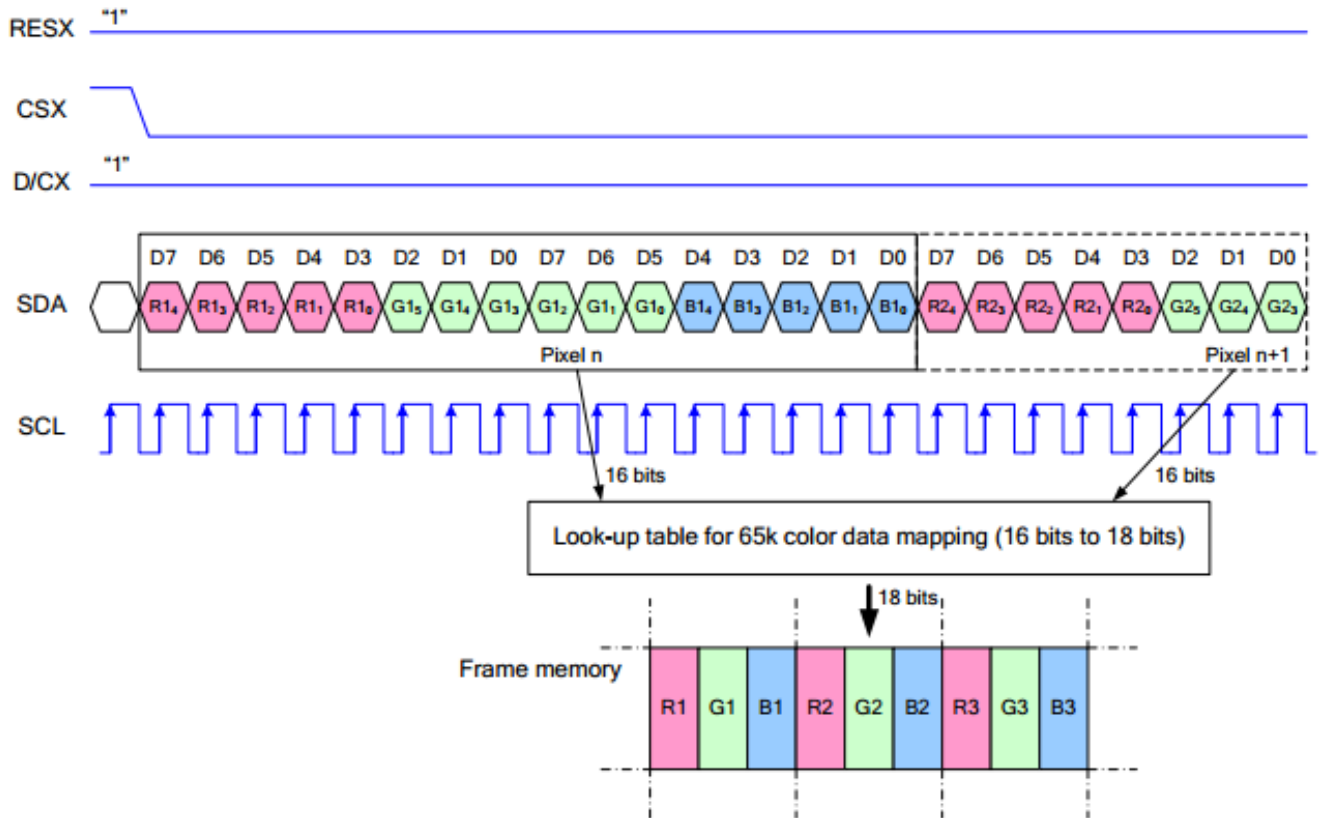 RESX "1"
CSX
D/CX "1"
D7 D6 D5 D4 D3 D2 D1 D0 D7 D6 D5 D4 D3 D2 D1 D0 D7 D6 D5 D4 D3 D2 D1 D0
SDA R1₄ R1₃ R1₂ R1₁ R1₀ G1₅ G1₄ G1₃ G1₂ G1₁ G1₀ B1₄ B1₃ B1₂ B1₁ B1₀ R2₄ R2₃ R2₂ R2₁ R2₀ G2₅ G2₄ G2₃
Pixel n Pixel n+1
SCL
16 bits 16 bits
Look-up table for 65k color data mapping (16 bits to 18 bits)
18 bits
Frame memory
R1 G1 B1 R2 G2 B2 R3 G3 B3